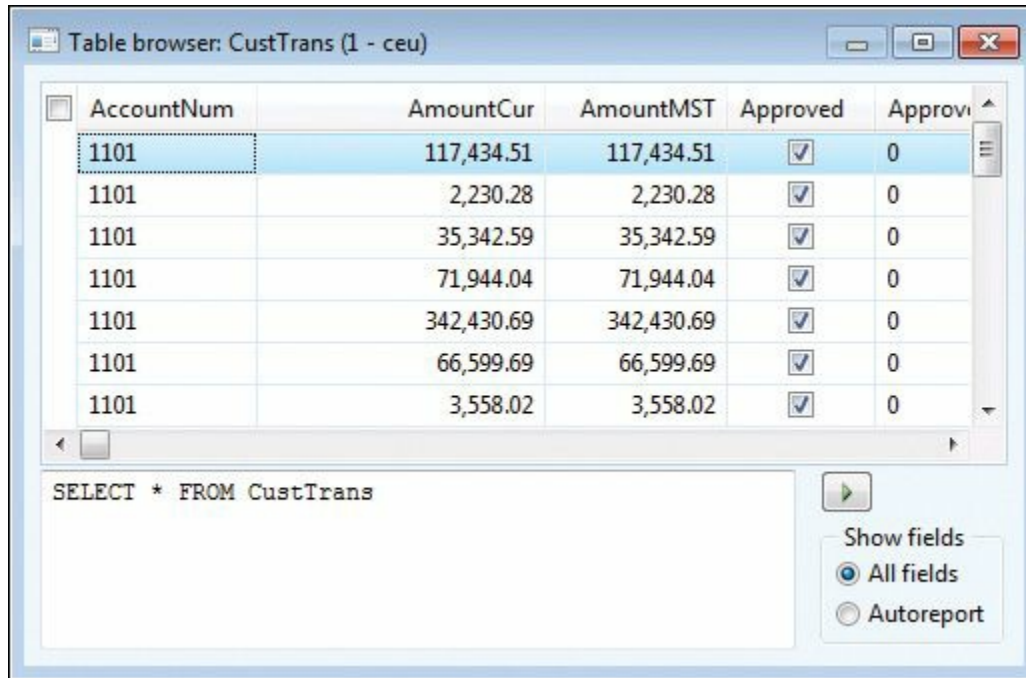 Table browser: CustTrans (1 - ceu)
AccountNum AmountCur AmountMST Approved
1101 117,434.51 117,434.51 0
1101 2,230.28 2,230.28 0
1101 35,342.59 35,342.59 0
1101 71,944.04 71,944.04 0
1101 342,430.69 342,430.69 0
1101 66,599.69 66,599.69 0
1101 3,558.02 3,558.02 0
SELECT * FROM CustTrans
Show fields
All fields
Autoreport